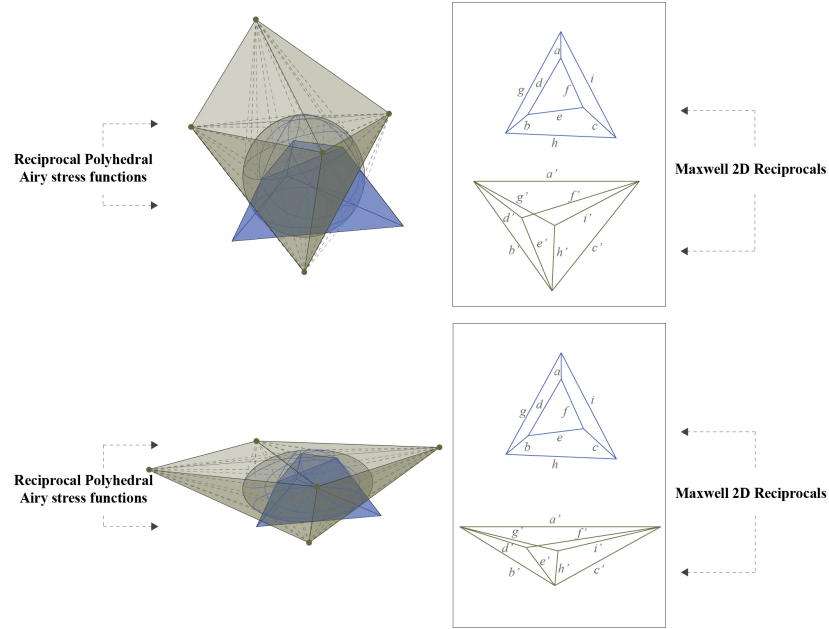 a
i
g
d
f
e
b
c
h
Reciprocal Polyhedral
Airy stress functions
Maxwell 2D Reciprocals
a’
g’
f’
d’
i’
b’
e’
h’
c’
a
i
g
d
f
e
b
c
h
Reciprocal Polyhedral
Airy stress functions
Maxwell 2D Reciprocals
a’
g’
f’
d’
i’
e’
h’
b’
c’